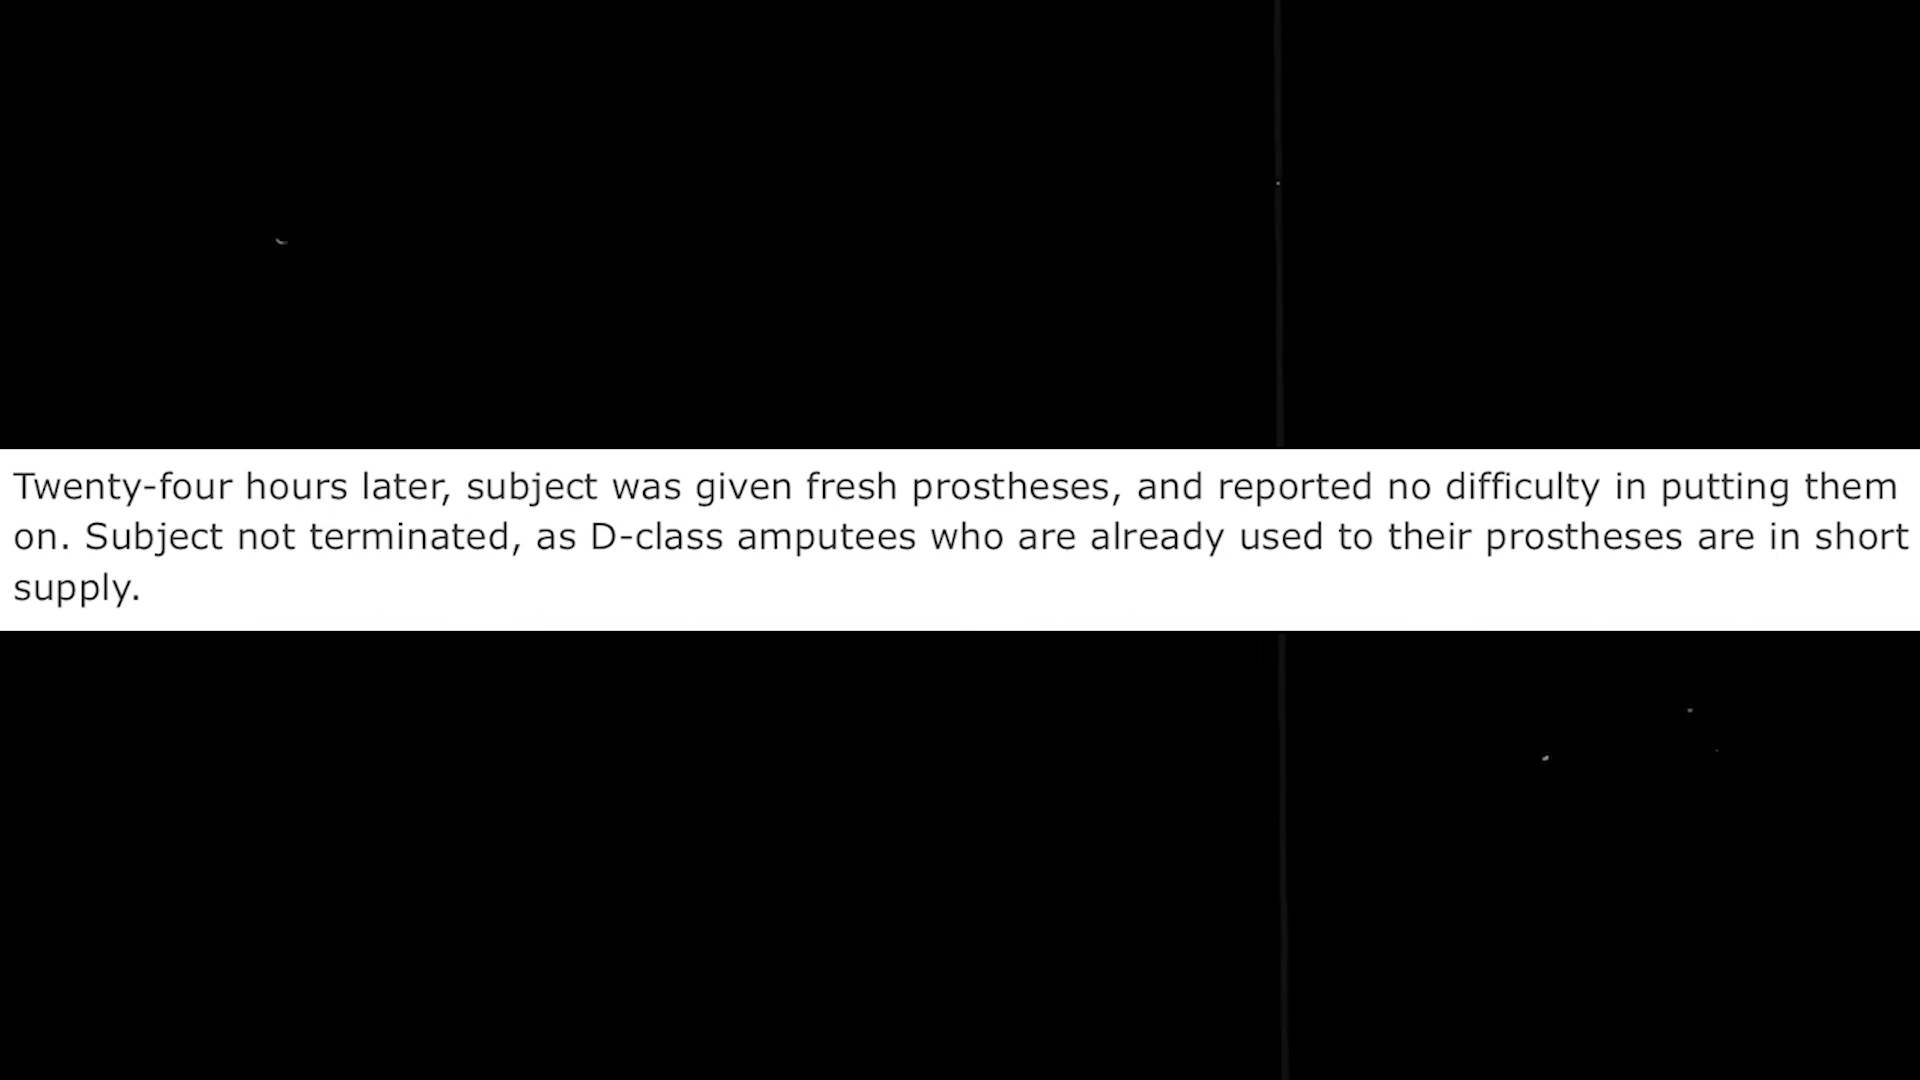 Twenty-four hours later, subject was given fresh prostheses, and reported no difficulty in putting them
on. Subject not terminated, as D-class amputees who are already used to their prostheses are in short
supply.